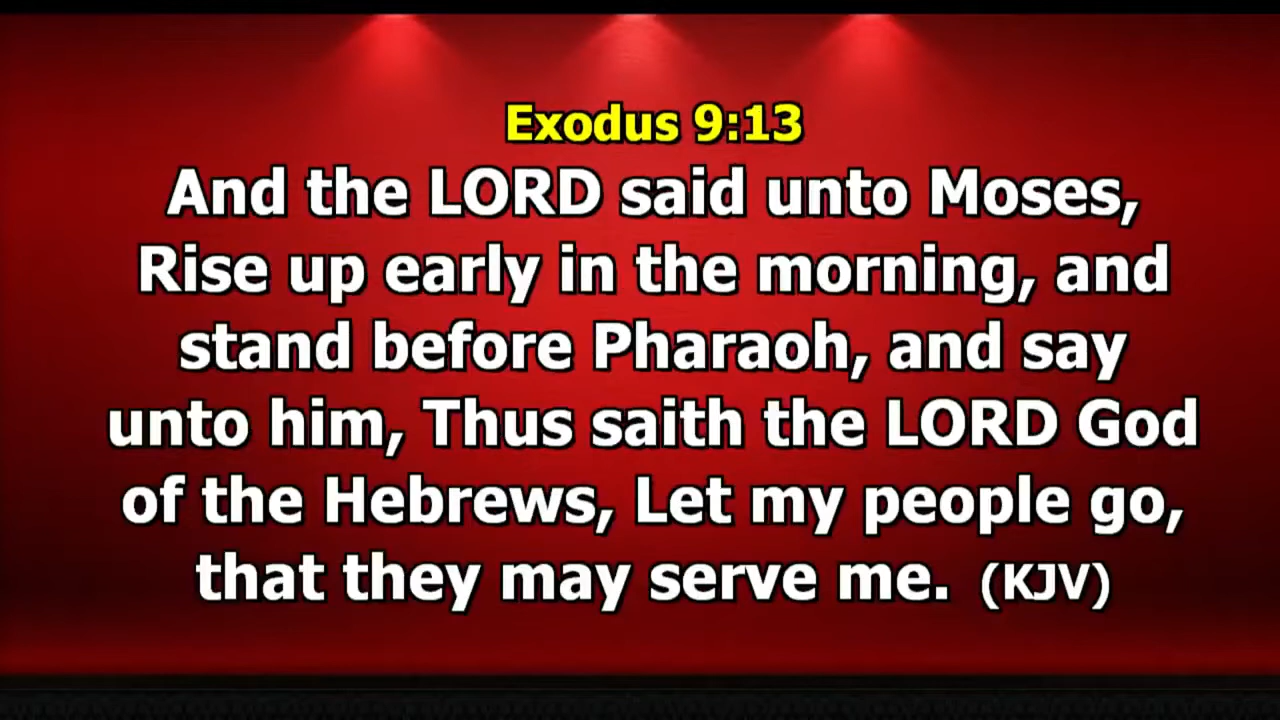 Exodus 9:13
And the LORD said unto Moses,
Rise up early in the morning, and
stand before Pharaoh, and say
unto him, Thus saith the LORD God
of the Hebrews, Let my people go,
that they may serve me. (KJV)